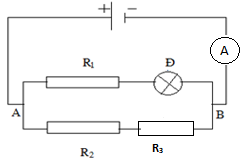 + −
A
R₁ Đ
A B
R₂ R₃